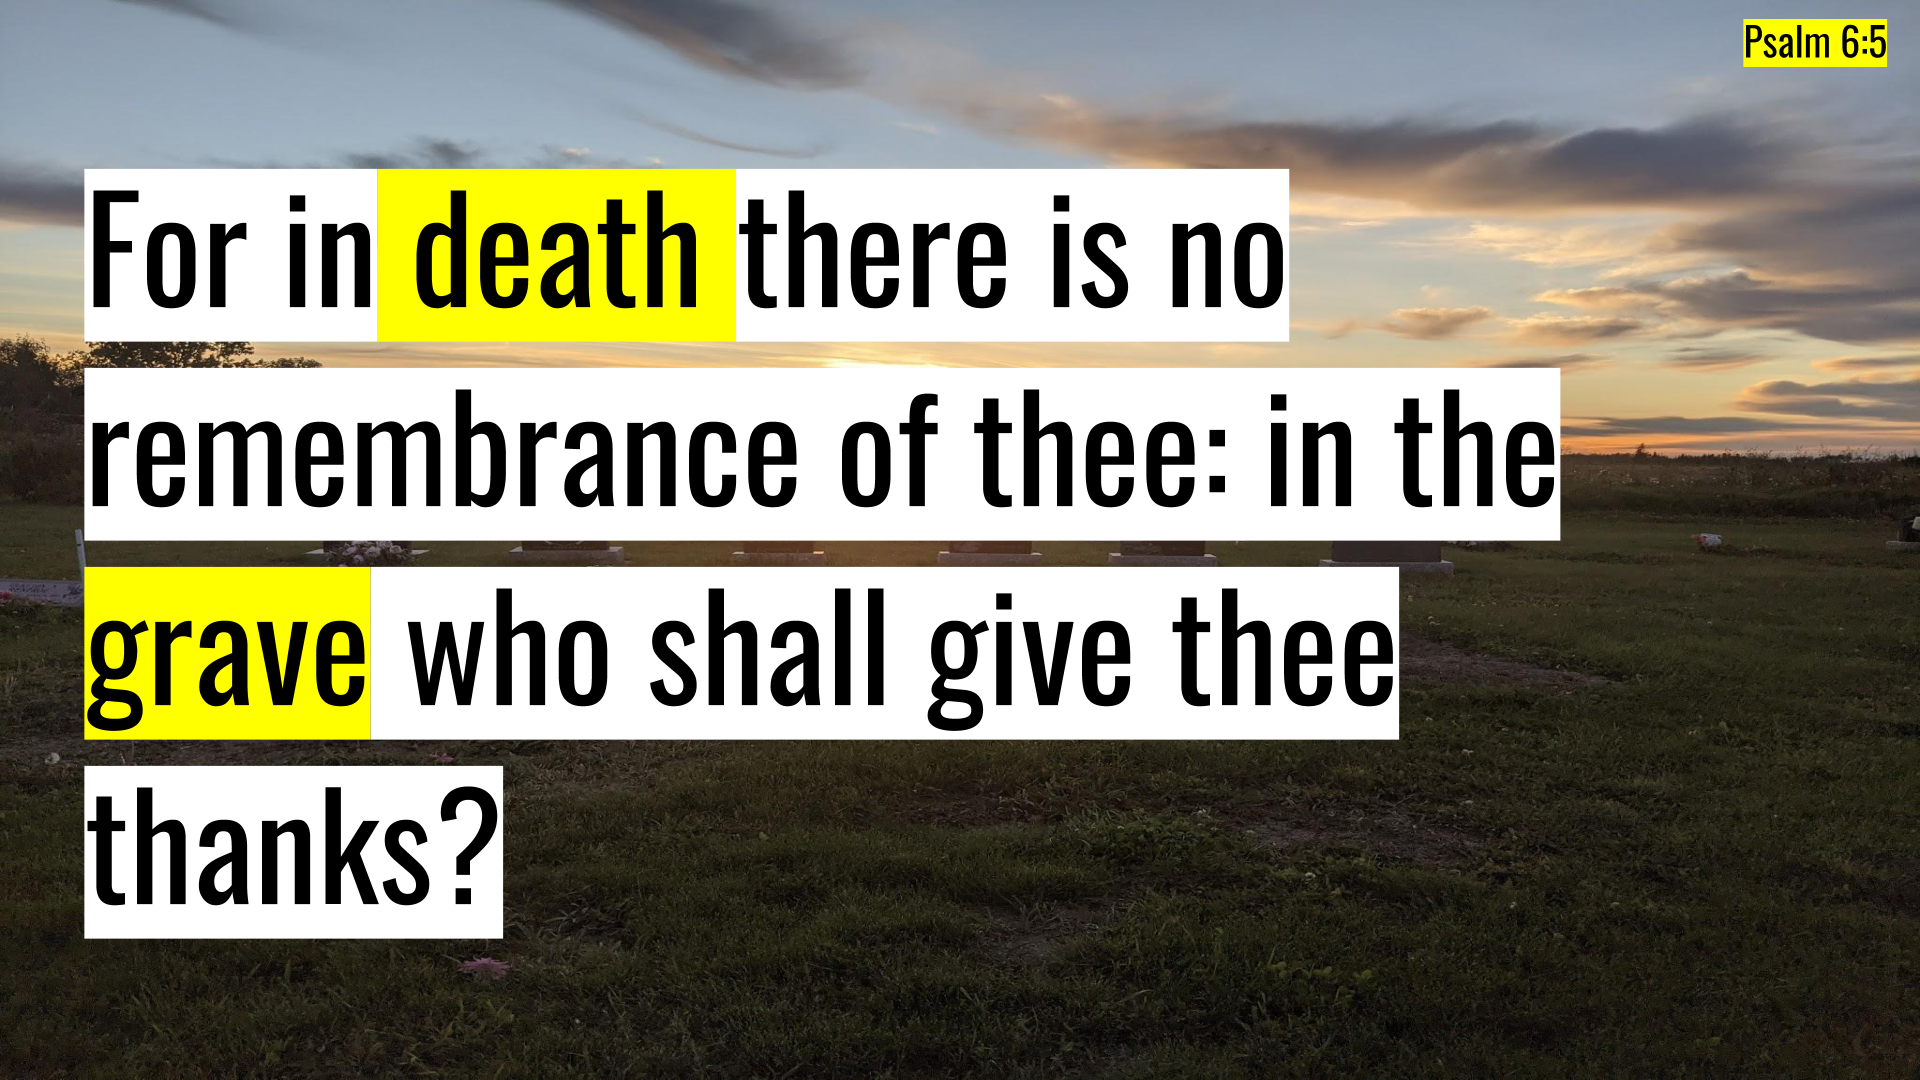 Psalm 6:5
For in death there is no
remembrance of thee: in the
grave who shall give thee
thanks?